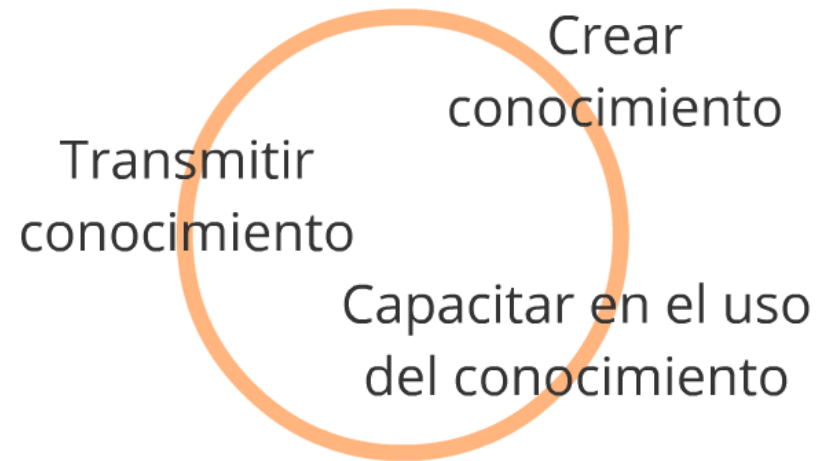 Crear
conocimiento
Transmitir
conocimiento
Capacitar en el uso
del conocimiento